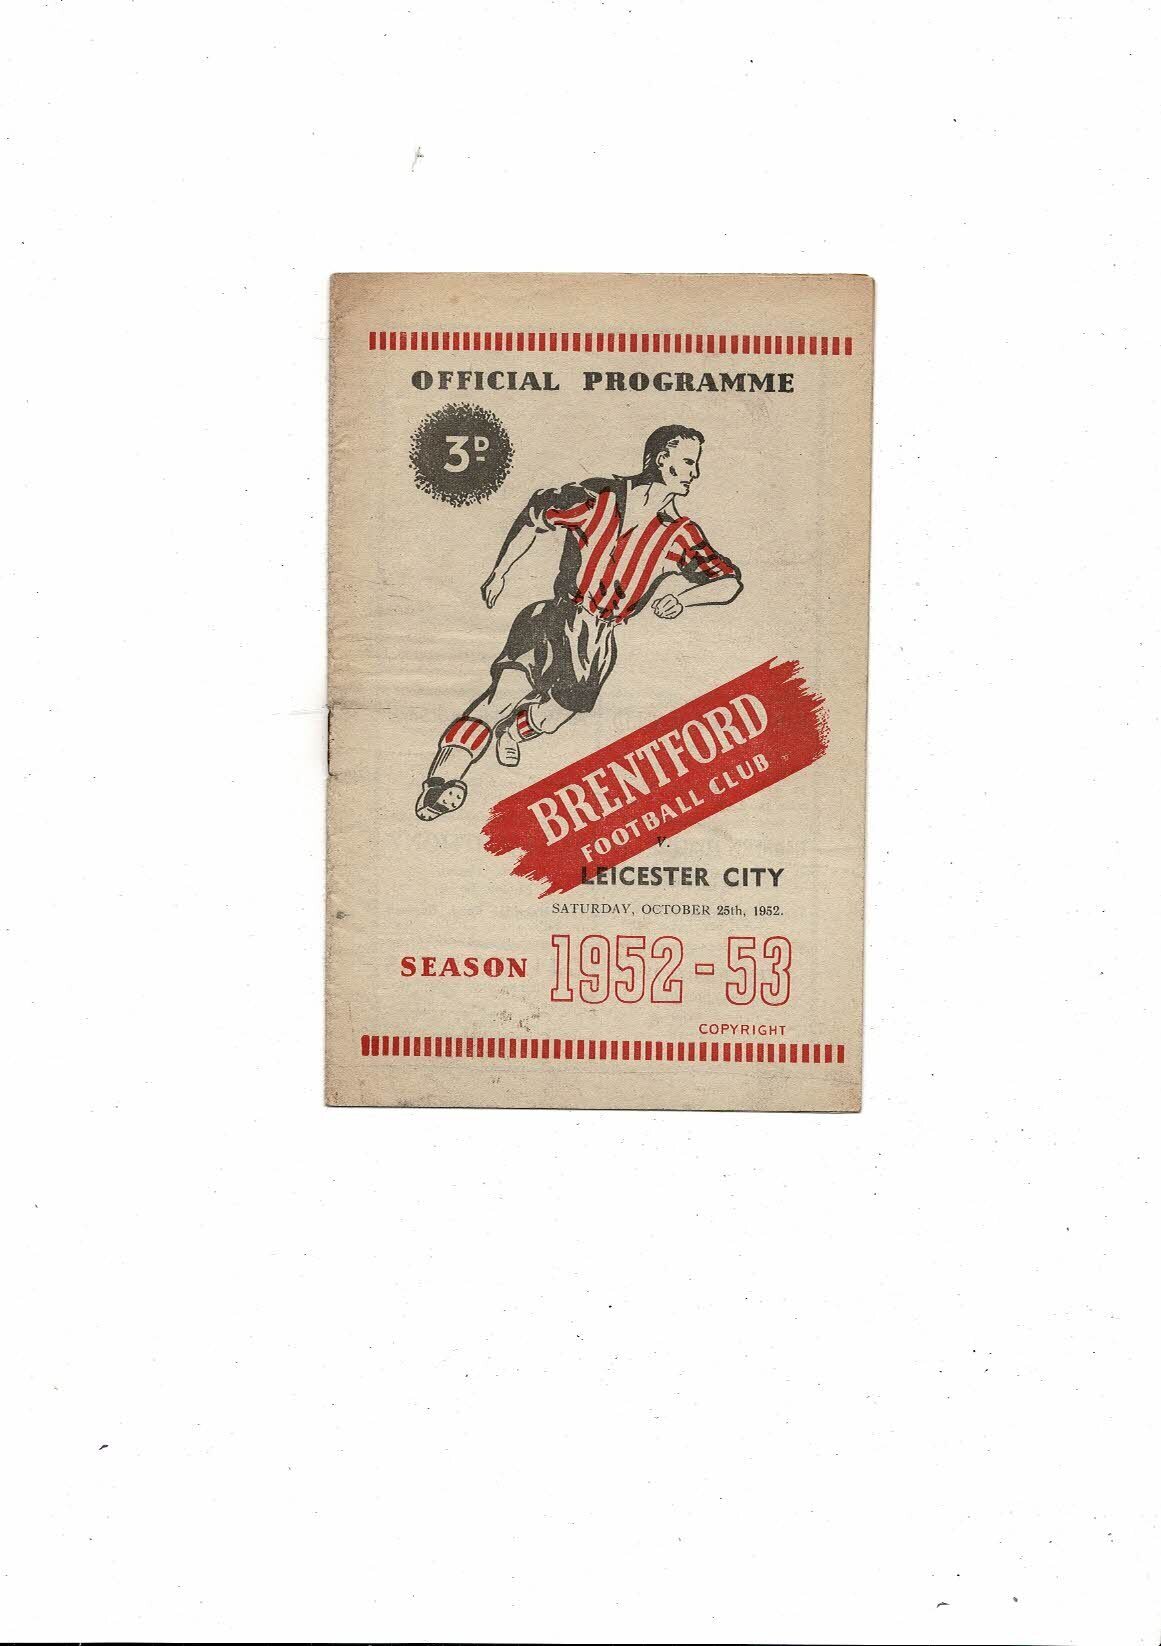 OFFICIAL PROGRAMME
3D-
BRENTFORD
FOOTBALL CLUB
v.
LEICESTER CITY
SATURDAY, OCTOBER 25th, 1952.
SEASON 1952-53
COPYRIGHT